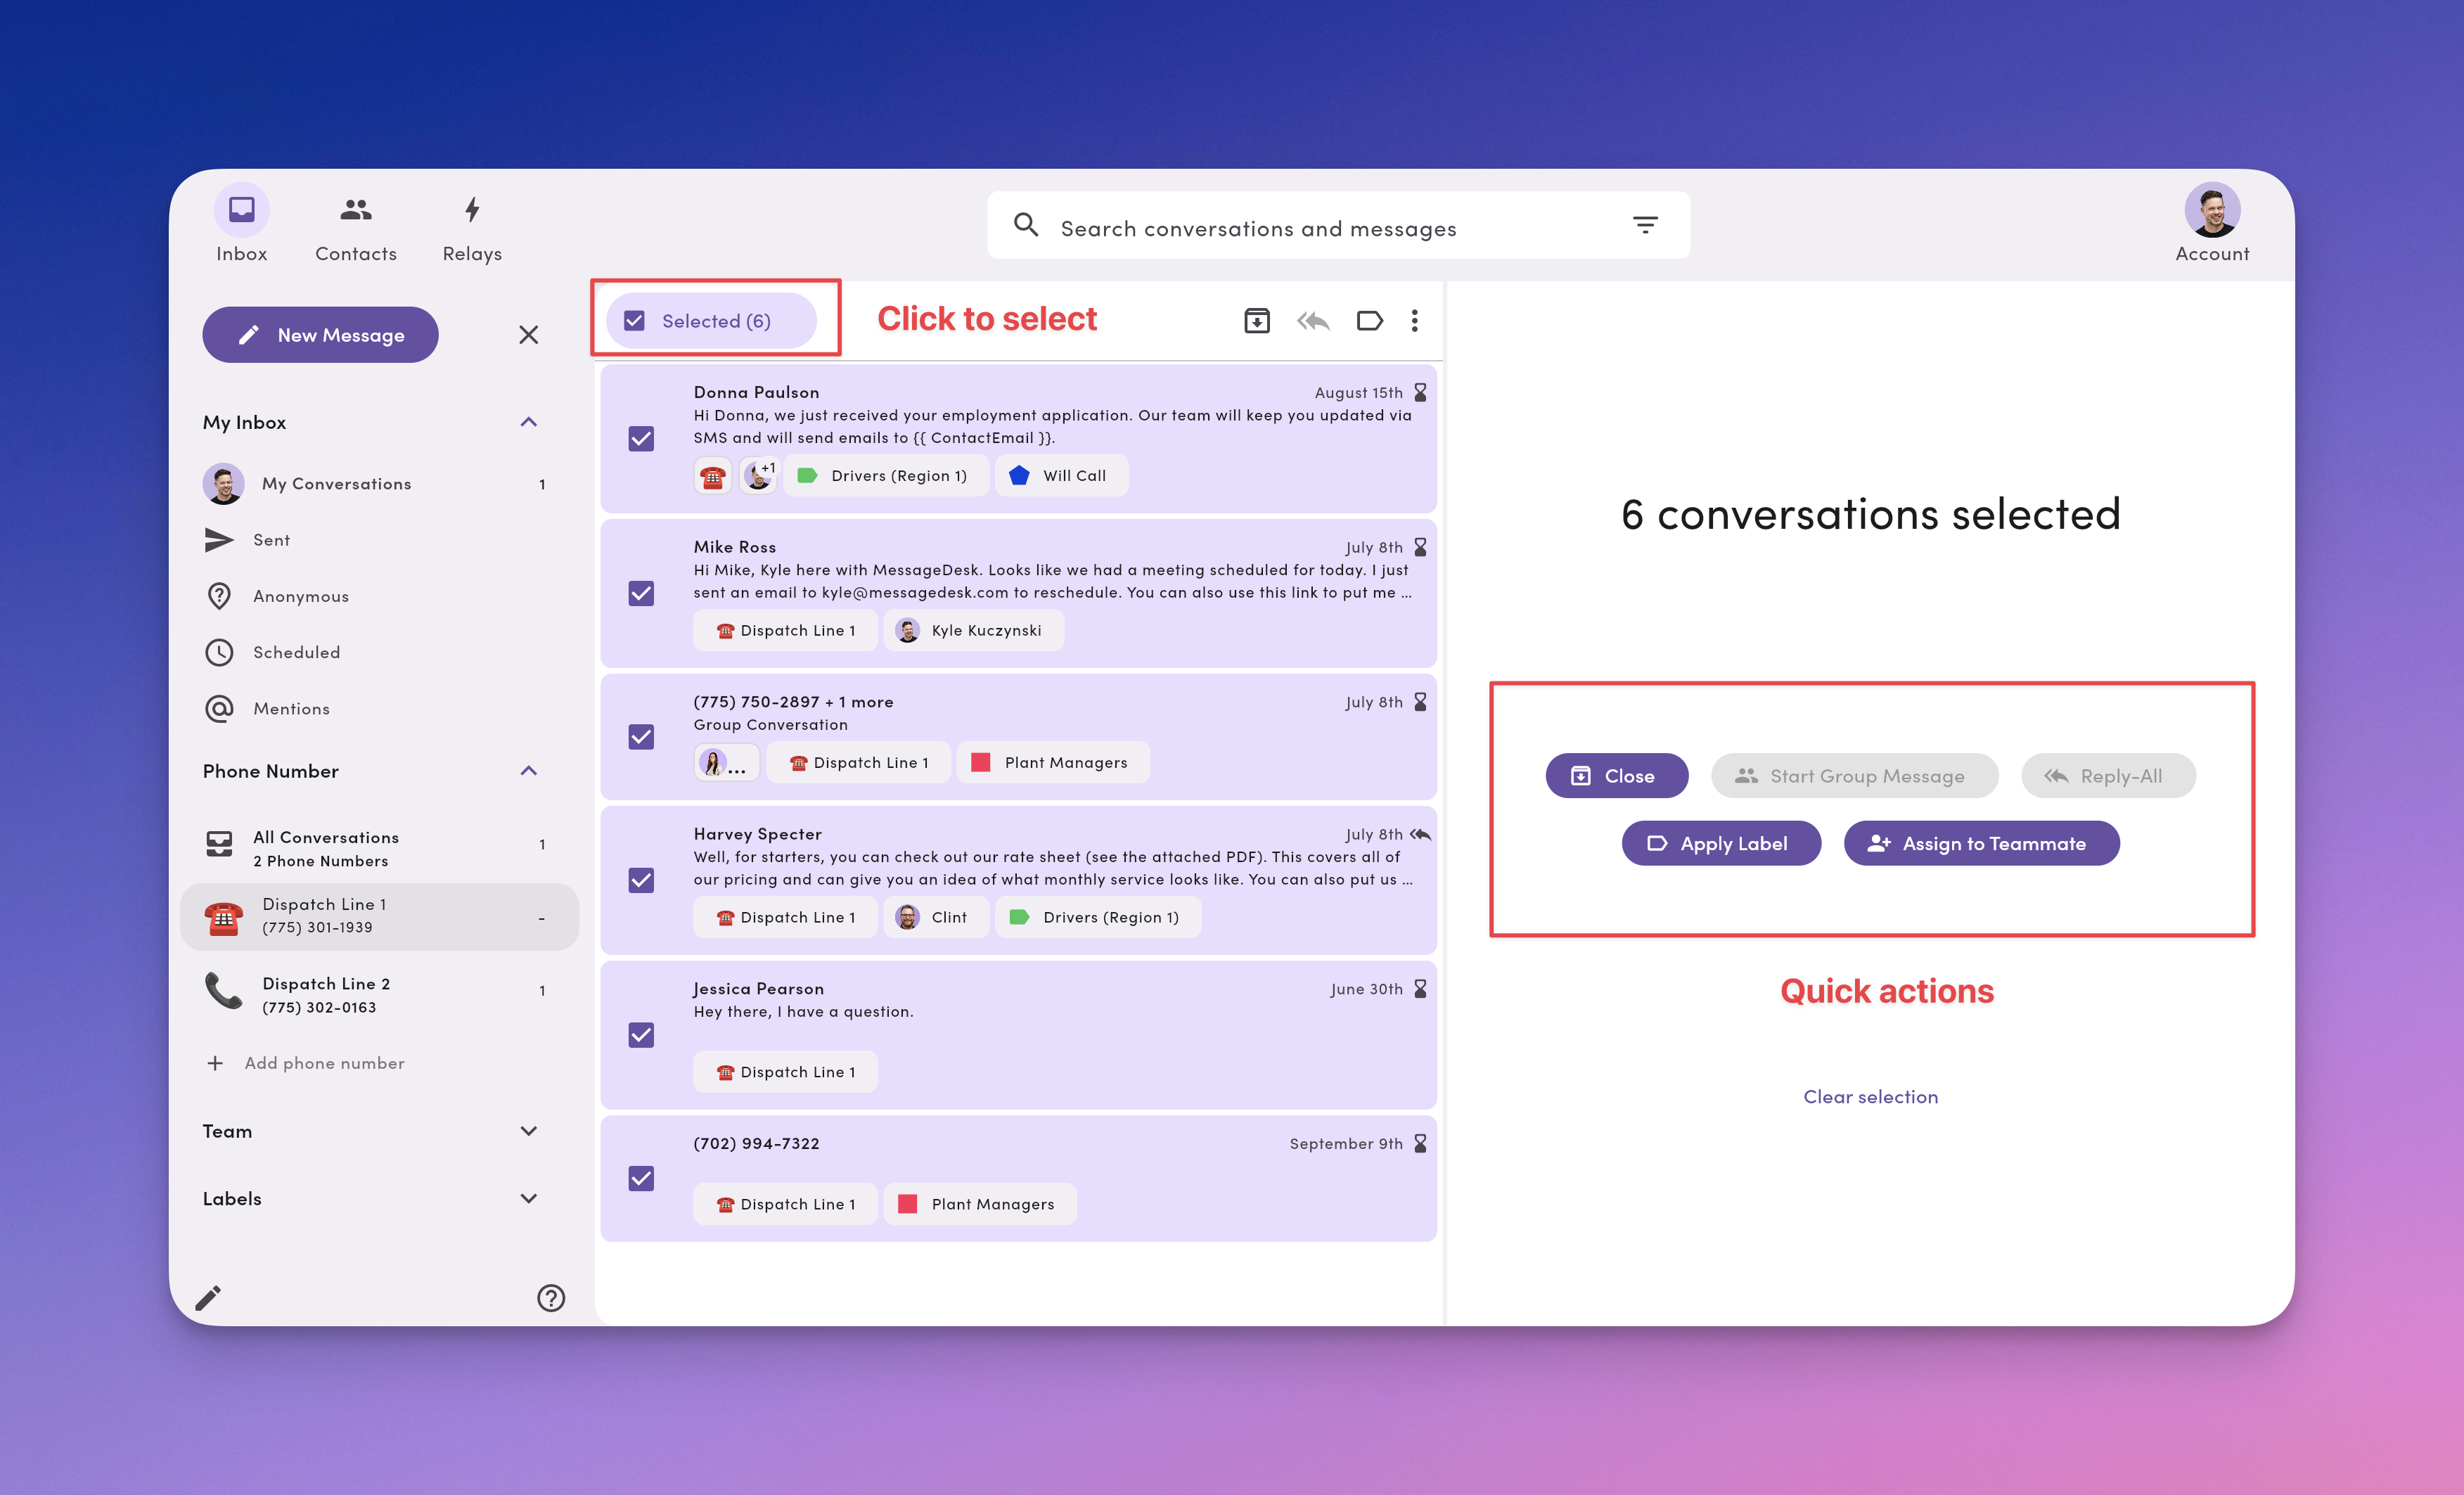 Inbox
Contacts
Relays
Search conversations and messages
Account
New Message
My Inbox
My Conversations 1
Sent
Anonymous
Scheduled
Mentions
Phone Number
All Conversations
2 Phone Numbers
1
Dispatch Line 1
(775) 301-1939
-
Dispatch Line 2
(775) 302-0163
1
Add phone number
Team
Labels
Selected (6)
Click to select
Donna Paulson August 15th
Hi Donna, we just received your employment application. Our team will keep you updated via
SMS and will send emails to {{ ContactEmail }}.
+1 Drivers (Region 1) Will Call
Mike Ross July 8th
Hi Mike, Kyle here with MessageDesk. Looks like we had a meeting scheduled for today. I just
sent an email to kyle@messagedesk.com to reschedule. You can also use this link to put me ...
Dispatch Line 1 Kyle Kuczynski
(775) 750-2897 + 1 more July 8th
Group Conversation
... Dispatch Line 1 Plant Managers
Harvey Specter July 8th
Well, for starters, you can check out our rate sheet (see the attached PDF). This covers all of
our pricing and can give you an idea of what monthly service looks like. You can also put us ...
Dispatch Line 1 Clint Drivers (Region 1)
Jessica Pearson June 30th
Hey there, I have a question.
Dispatch Line 1
(702) 994-7322 September 9th
Dispatch Line 1 Plant Managers
6 conversations selected
Close Start Group Message Reply-All
Apply Label Assign to Teammate
Quick actions
Clear selection